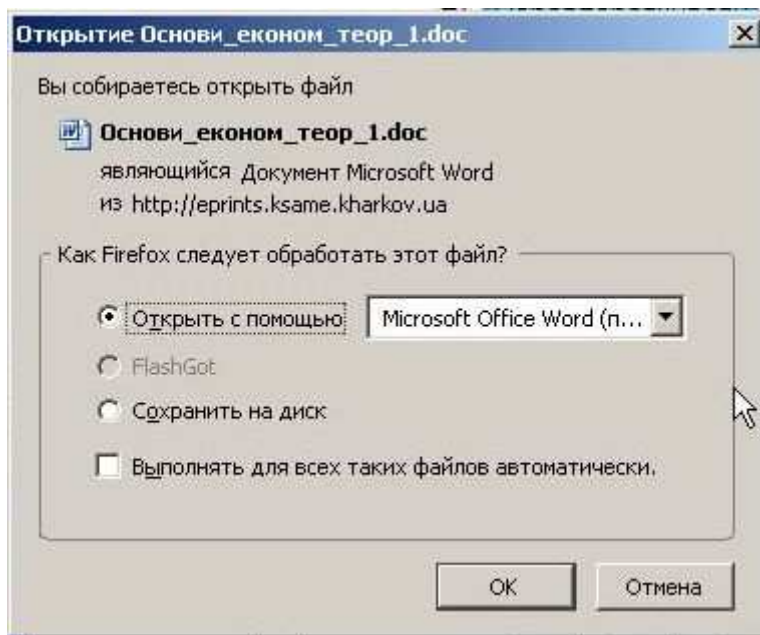 Открытие Основи_економ_теор_1.doc
Вы собираетесь открыть файл
Основи_економ_теор_1.doc
являющийся Документ Microsoft Word
из http://eprints.ksame.kharkov.ua
Как Firefox следует обработать этот файл?
Открыть с помощью Microsoft Office Word (п...
FlashGot
Сохранить на диск
Выполнять для всех таких файлов автоматически.
OK Отмена